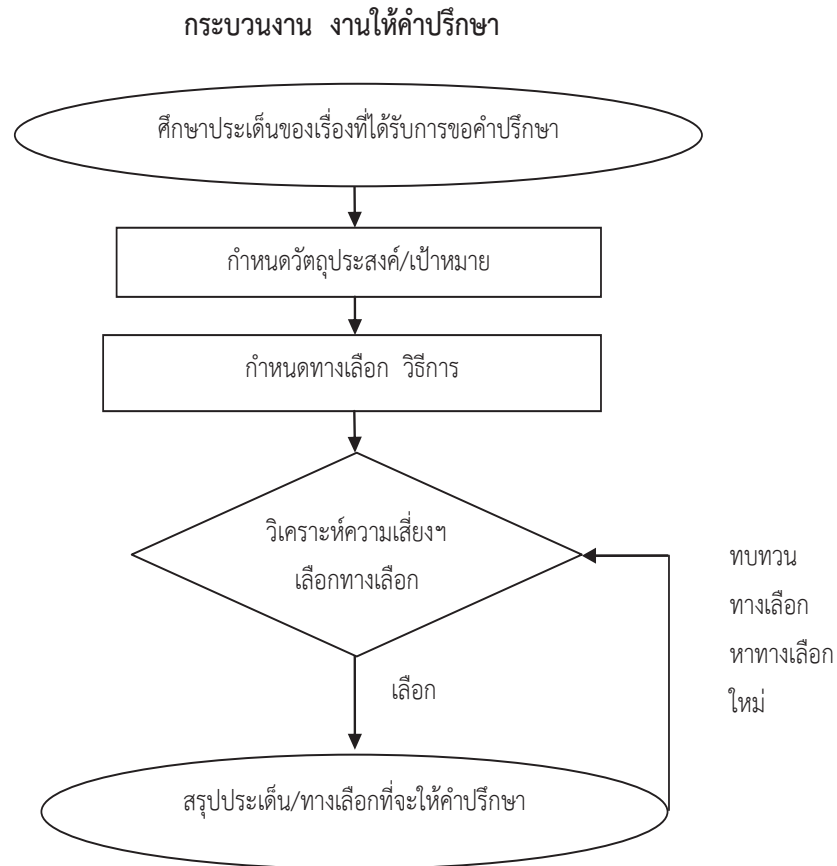 กระบวนงาน งานให้คำปรึกษา
ศึกษาประเด็นของเรื่องที่ได้รับการขอคำปรึกษา
กำหนดวัตถุประสงค์/เป้าหมาย
กำหนดทางเลือก วิธีการ
วิเคราะห์ความเสี่ยงฯ
เลือกทางเลือก
ทบทวน
ทางเลือก
หาทางเลือก
ใหม่
เลือก
สรุปประเด็น/ทางเลือกที่จะให้คำปรึกษา